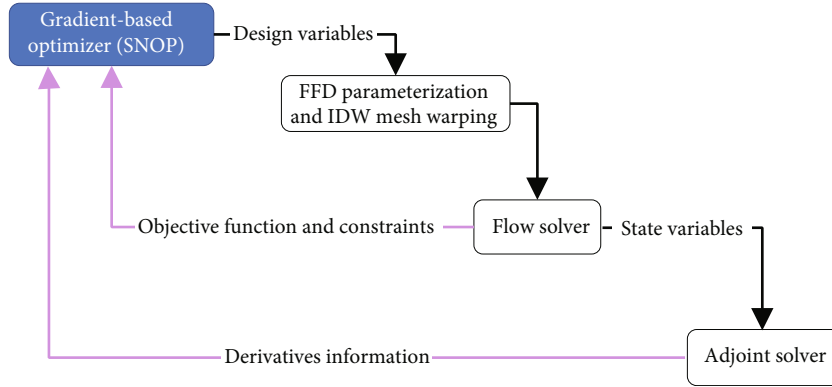 Gradient-based
optimizer (SNOP)
Design variables
FFD parameterization
and IDW mesh warping
Objective function and constraints
Flow solver
State variables
Derivatives information
Adjoint solver